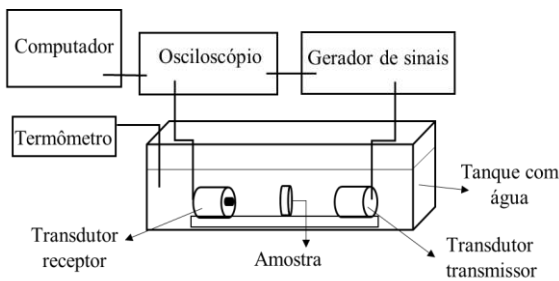 Computador
Osciloscópio
Gerador de sinais
Termômetro
Tanque com
água
Transdutor
receptor
Amostra
Transdutor
transmissor